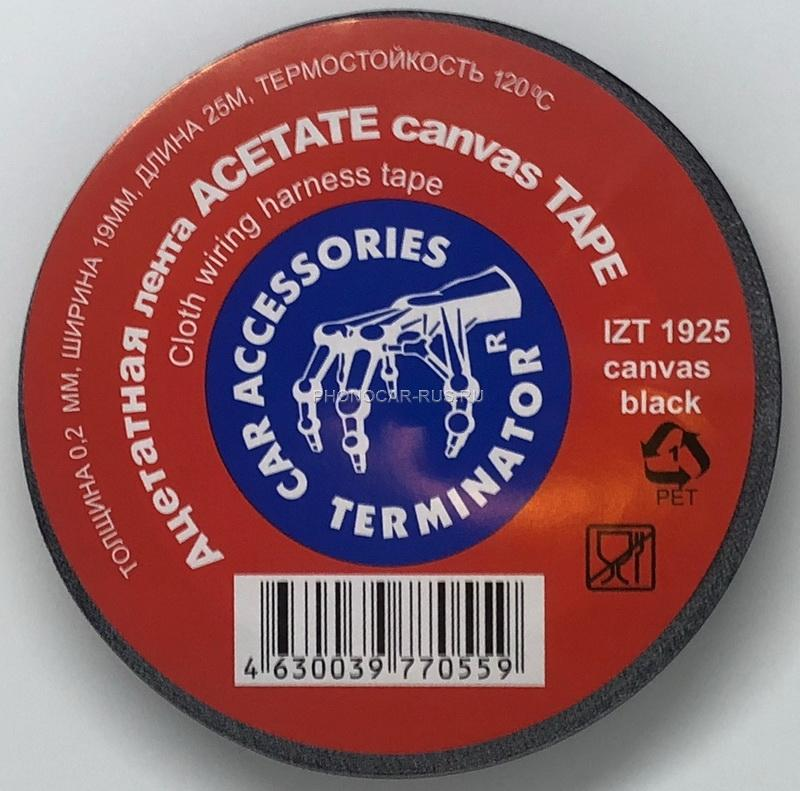 ТОЛЩИНА 0,2 ММ, ШИРИНА 19ММ, ДЛИНА 25М, ТЕРМОСТОЙКОСТЬ 120ºС
Ацетатная лента ACETATE canvas TAPE
Cloth wiring harness tape
CAR ACCESSORIES
TERMINATOR R
PHONOCAR-RUS.RU
IZT 1925
canvas
black
1
PET
4 630039 770559